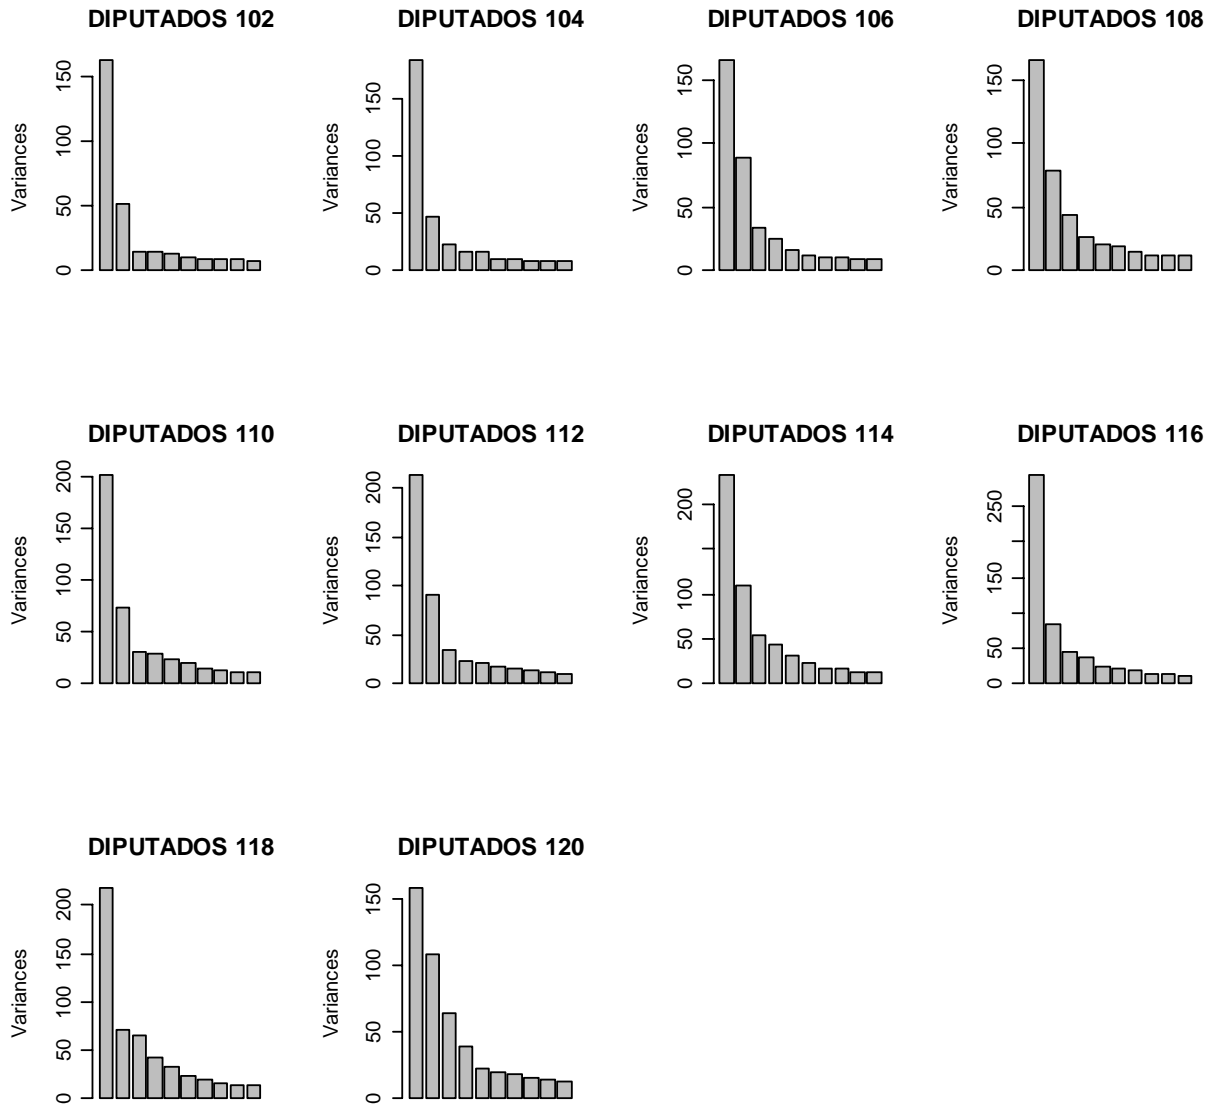 DIPUTADOS 102
DIPUTADOS 104
DIPUTADOS 106
DIPUTADOS 108
Variances
0
50
100
150
Variances
0
50
100
150
Variances
0
50
100
150
Variances
0
50
100
150
DIPUTADOS 110
DIPUTADOS 112
DIPUTADOS 114
DIPUTADOS 116
Variances
0
50
100
150
200
Variances
0
50
100
150
200
Variances
0
50
100
200
Variances
0
50
150
250
DIPUTADOS 118
DIPUTADOS 120
Variances
0
50
100
150
200
Variances
0
50
100
150